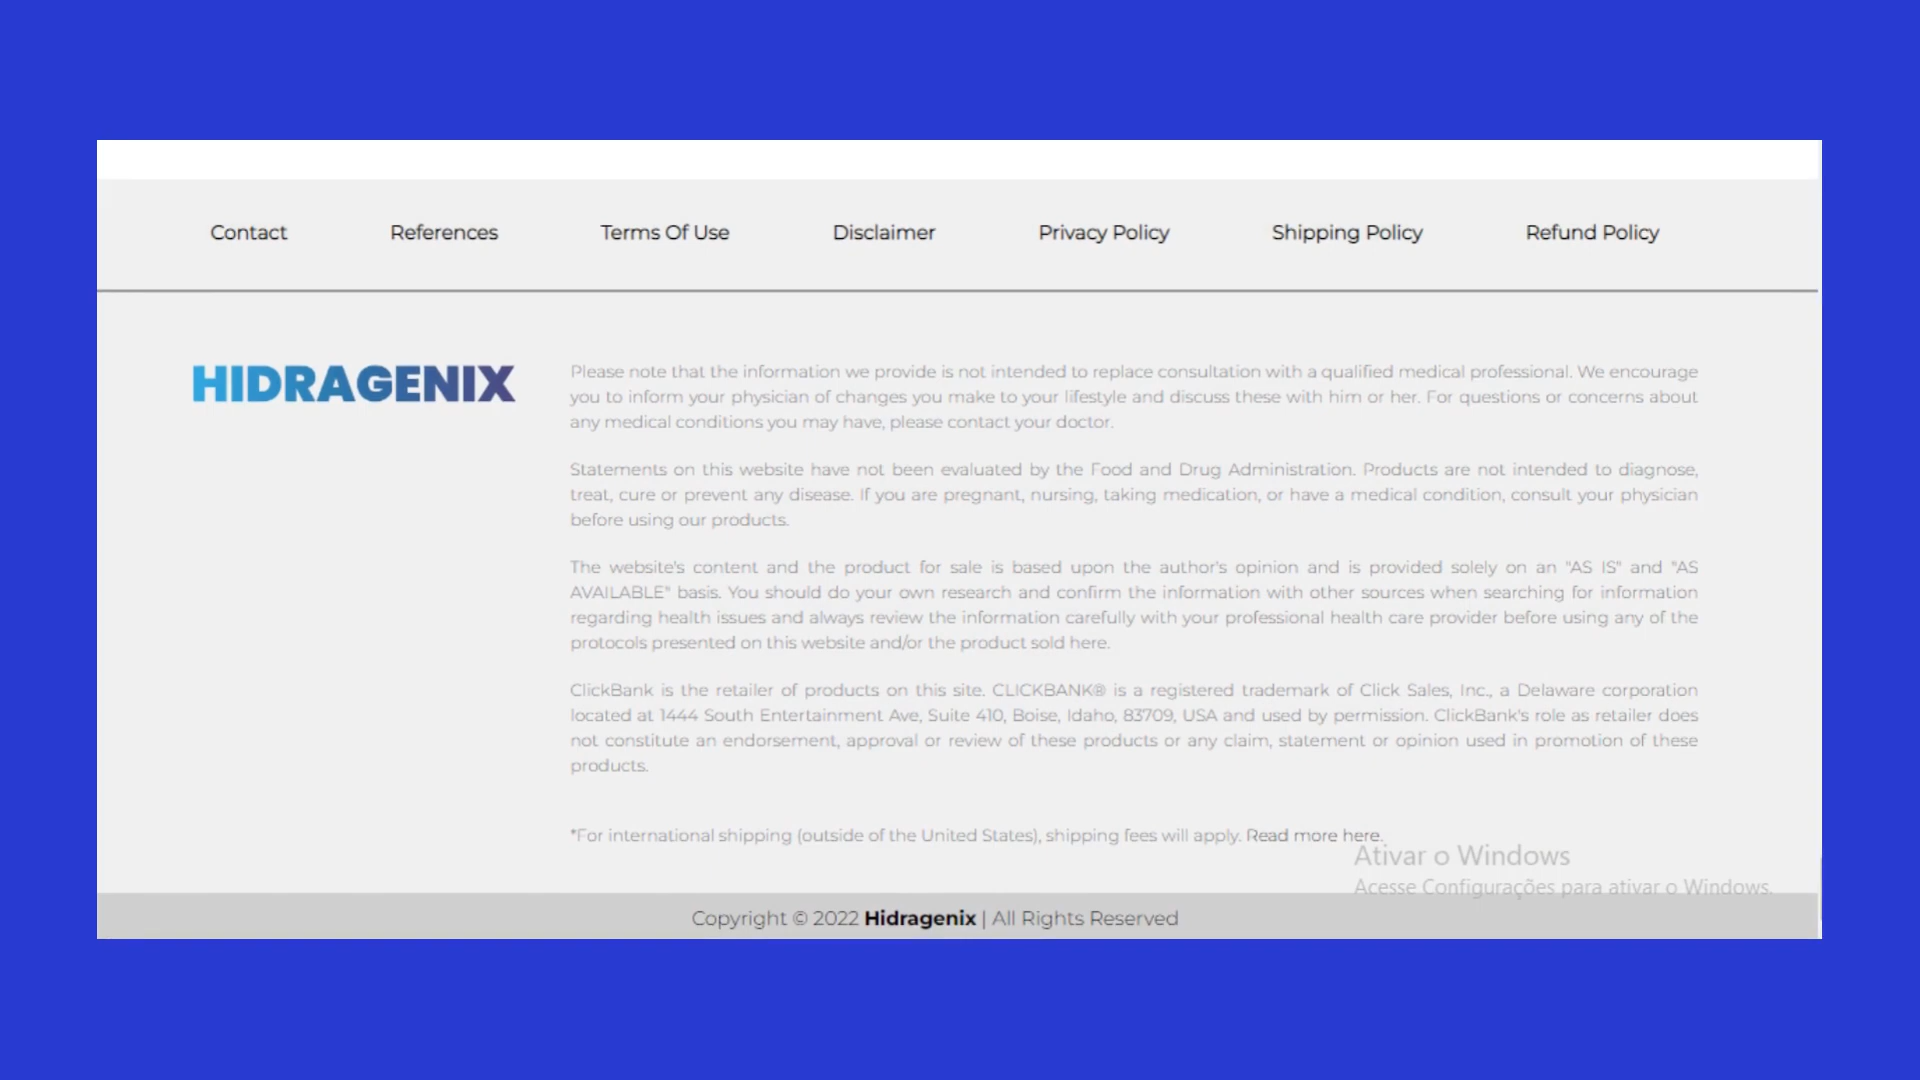 Contact References Terms Of Use Disclaimer Privacy Policy Shipping Policy Refund Policy
HIDRAGENIX
Please note that the information we provide is not intended to replace consultation with a qualified medical professional. We encourage
you to inform your physician of changes you make to your lifestyle and discuss these with him or her. For questions or concerns about
any medical conditions you may have, please contact your doctor.
Statements on this website have not been evaluated by the Food and Drug Administration. Products are not intended to diagnose,
treat, cure or prevent any disease. If you are pregnant, nursing, taking medication, or have a medical condition, consult your physician
before using our products.
The website's content and the product for sale is based upon the author's opinion and is provided solely on an "AS IS" and "AS
AVAILABLE" basis. You should do your own research and confirm the information with other sources when searching for information
regarding health issues and always review the information carefully with your professional health care provider before using any of the
protocols presented on this website and/or the product sold here.
ClickBank is the retailer of products on this site. CLICKBANK® is a registered trademark of Click Sales, Inc., a Delaware corporation
located at 1444 South Entertainment Ave, Suite 410, Boise, Idaho, 83709, USA and used by permission. ClickBank's role as retailer does
not constitute an endorsement, approval or review of these products or any claim, statement or opinion used in promotion of these
products.
*For international shipping (outside of the United States), shipping fees will apply. Read more here.
Ativar o Windows
Acesse Configurações para ativar o Windows.
Copyright © 2022 Hidragenix | All Rights Reserved